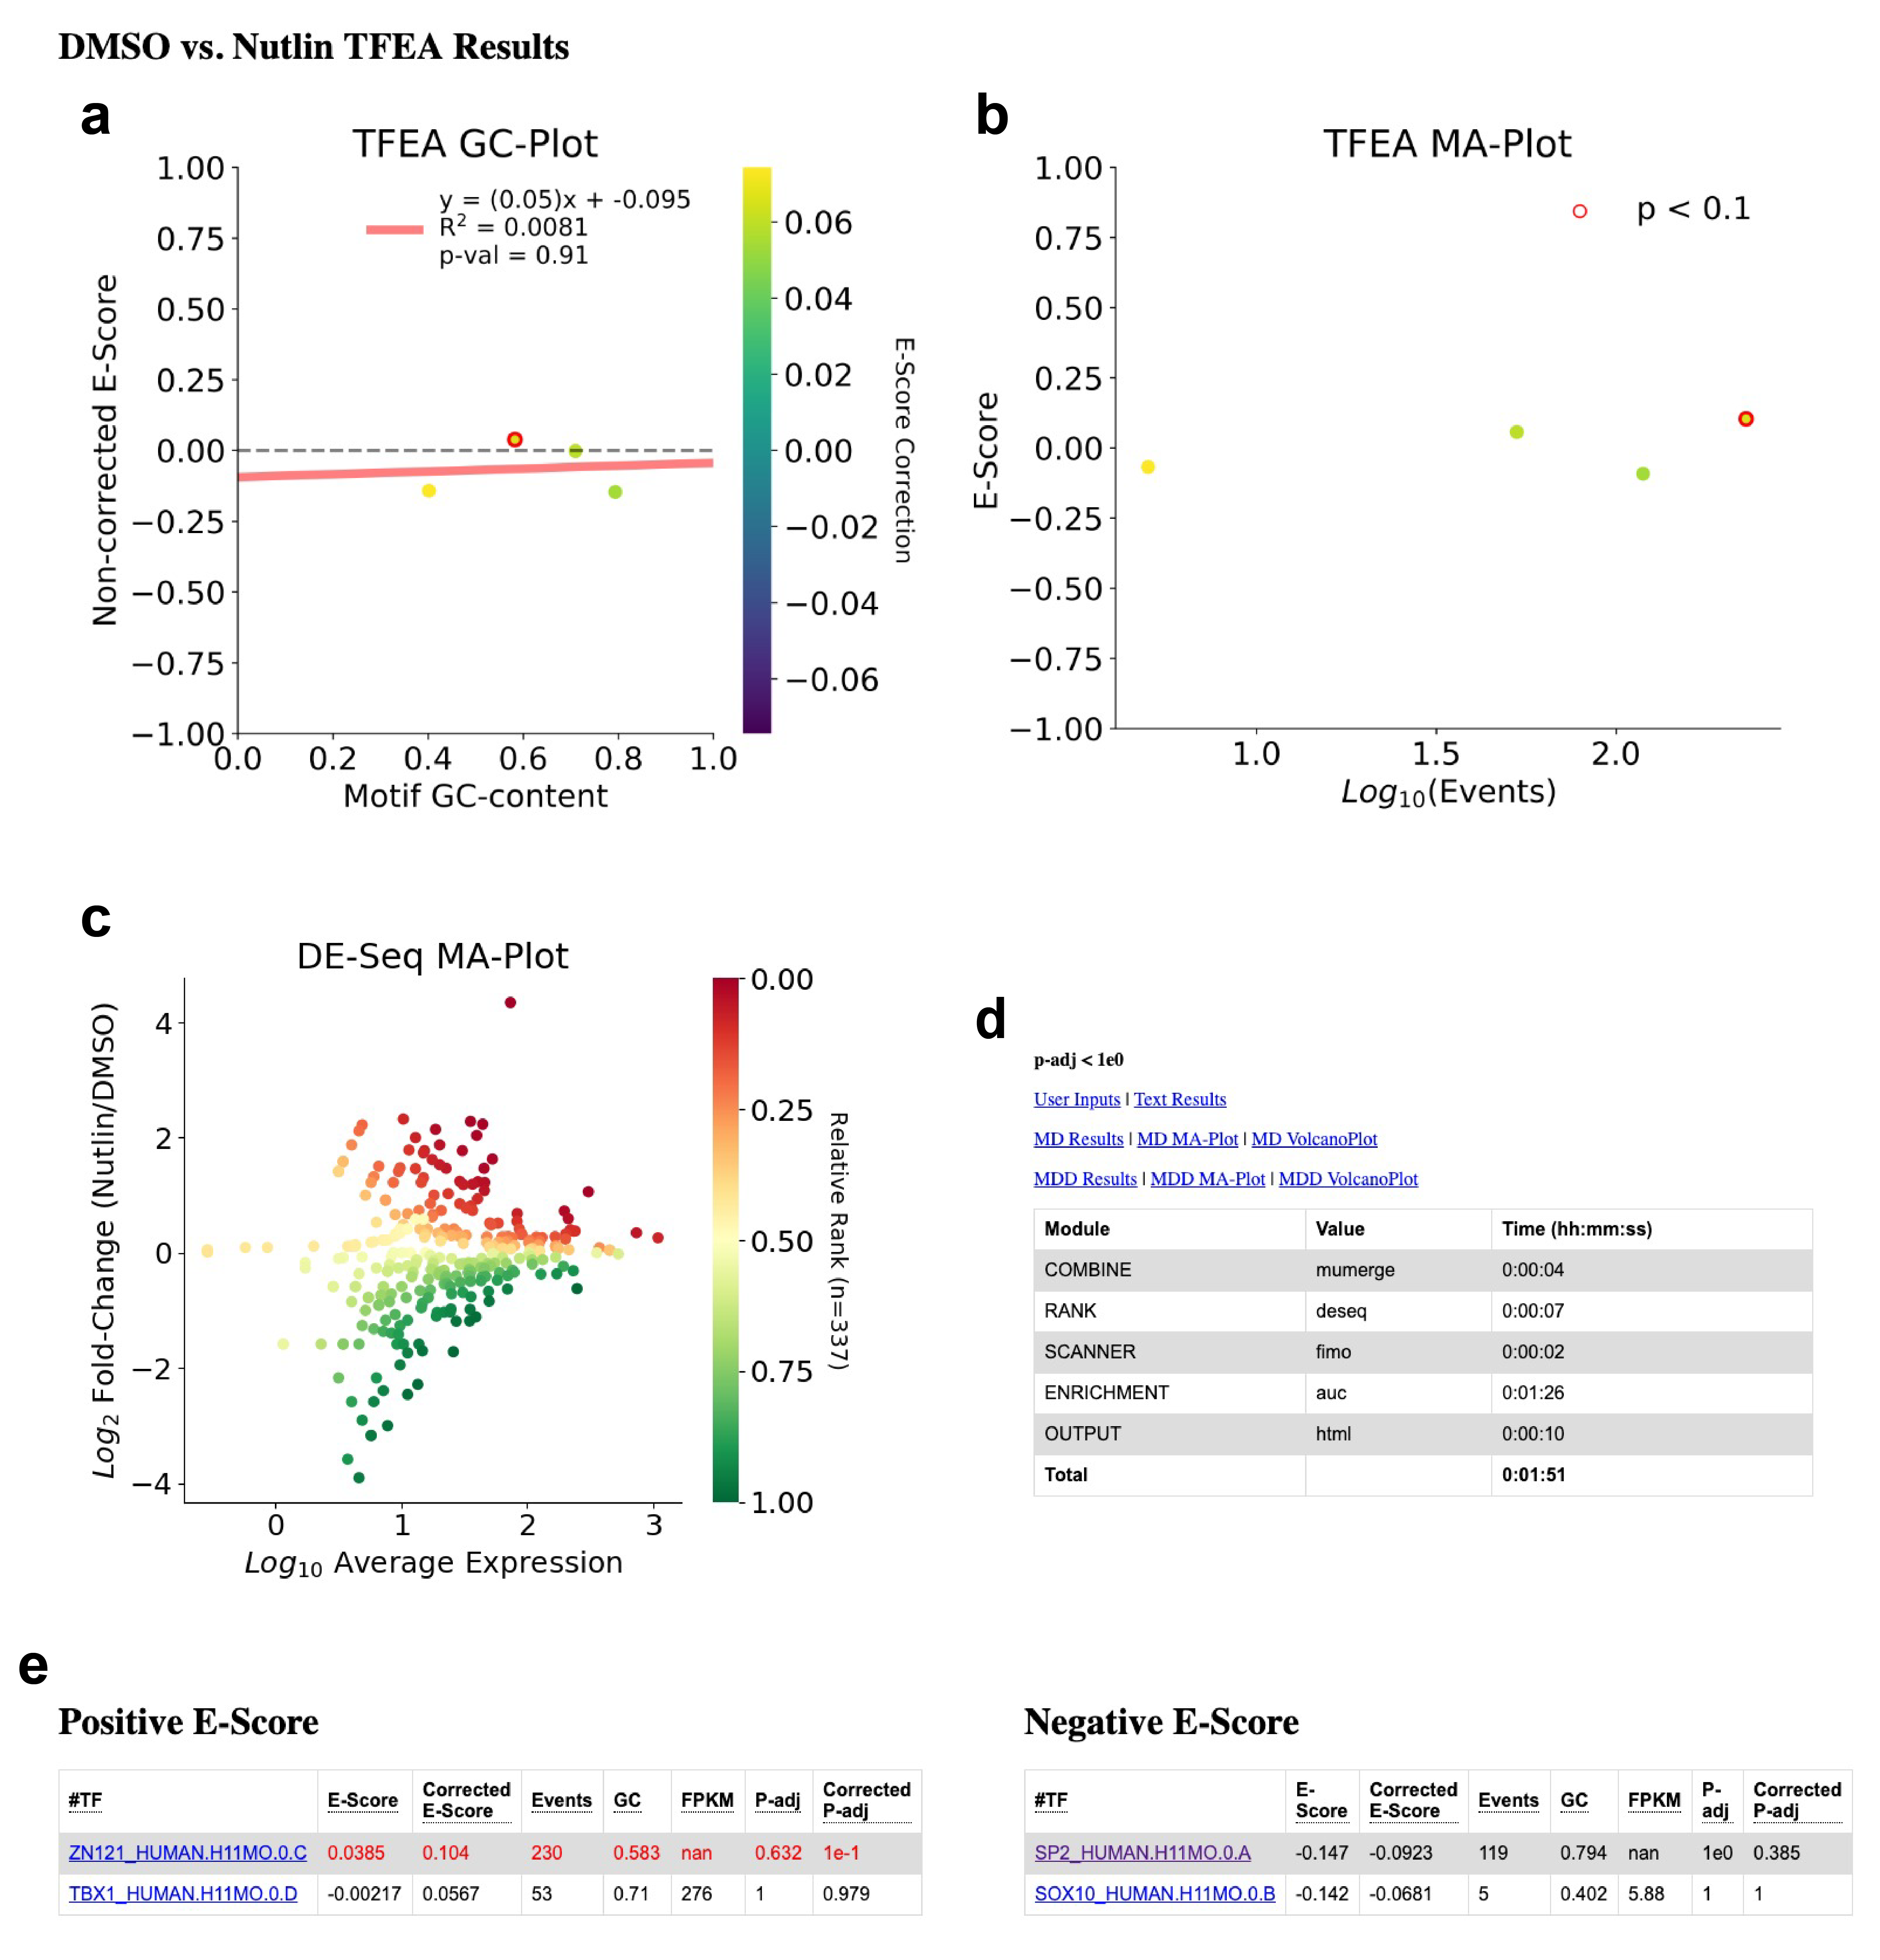 DMSO vs. Nutlin TFEA Results
a
TFEA GC-Plot
y = (0.05)x + -0.095
R² = 0.0081
p-val = 0.91
1.00
0.75
0.50
0.25
0.00
−0.25
−0.50
−0.75
−1.00
Non-corrected E-Score
0.0 0.2 0.4 0.6 0.8 1.0
Motif GC-content
0.06
0.04
0.02
0.00
−0.02
−0.04
−0.06
E-Score Correction
b
TFEA MA-Plot
p < 0.1
1.00
0.75
0.50
0.25
0.00
−0.25
−0.50
−0.75
−1.00
E-Score
1.0 1.5 2.0
Log₁₀(Events)
c
DE-Seq MA-Plot
4
2
0
−2
−4
Log₂ Fold-Change (Nutlin/DMSO)
0 1 2 3
Log₁₀ Average Expression
0.00
0.25
0.50
0.75
1.00
Relative Rank (n=337)
d
p-adj < 1e0
User Inputs | Text Results
MD Results | MD MA-Plot | MD VolcanoPlot
MDD Results | MDD MA-Plot | MDD VolcanoPlot
Module Value Time (hh:mm:ss)
COMBINE mumerge 0:00:04
RANK deseq 0:00:07
SCANNER fimo 0:00:02
ENRICHMENT auc 0:01:26
OUTPUT html 0:00:10
Total 0:01:51
e
Positive E-Score
#TF E-Score Corrected E-Score Events GC FPKM P-adj Corrected P-adj
ZN121_HUMAN.H11MO.0.C 0.0385 0.104 230 0.583 nan 0.632 1e-1
TBX1_HUMAN.H11MO.0.D -0.00217 0.0567 53 0.71 276 1 0.979
Negative E-Score
#TF E-Score Corrected E-Score Events GC FPKM P-adj Corrected P-adj
SP2_HUMAN.H11MO.0.A -0.147 -0.0923 119 0.794 nan 1e0 0.385
SOX10_HUMAN.H11MO.0.B -0.142 -0.0681 5 0.402 5.88 1 1